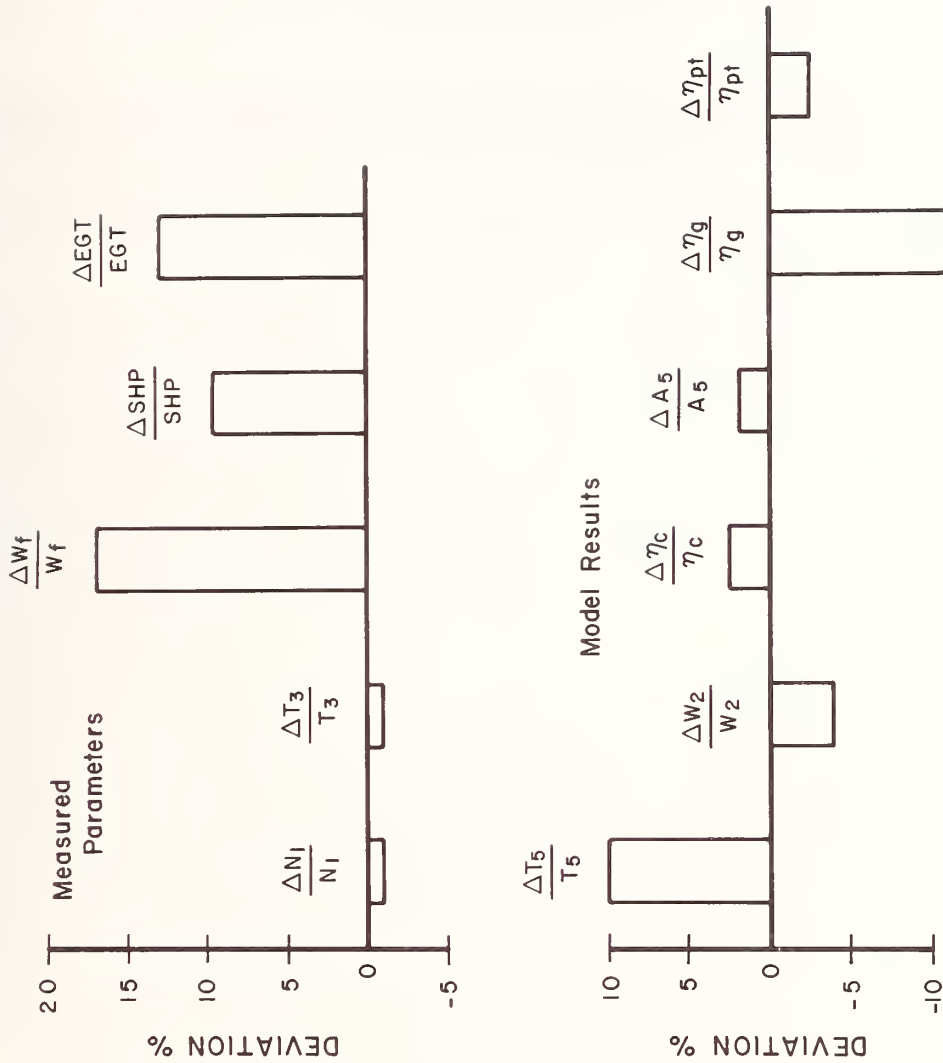 Measured
Parameters
DEVIATION %
20
15
10
5
0
-5
ΔN₁
N₁
ΔT₃
T₃
ΔWf
Wf
ΔSHP
SHP
ΔEGT
EGT
Model Results
DEVIATION %
10
5
0
-5
-10
ΔT₅
T₅
ΔW₂
W₂
Δηc
ηc
ΔA₅
A₅
Δηg
ηg
Δηpt
ηpt